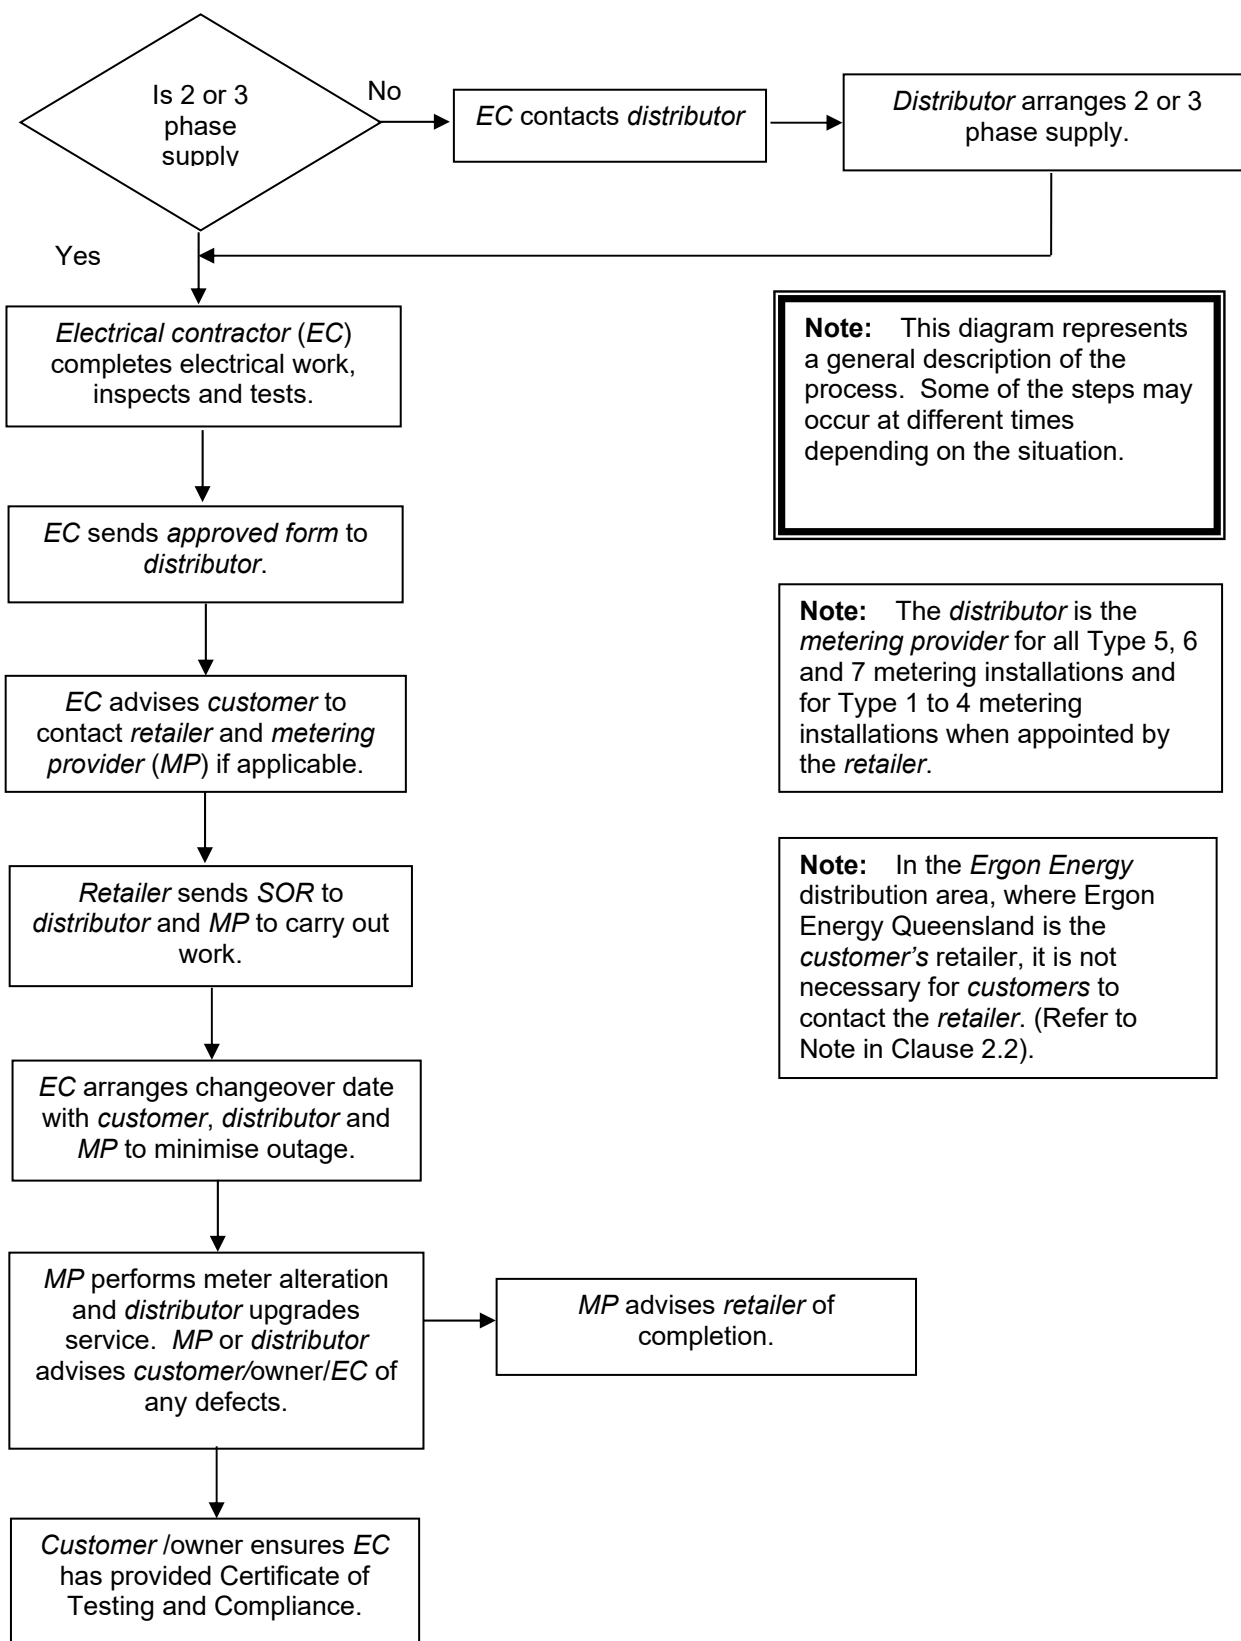 Is 2 or 3
phase
supply
No
EC contacts distributor
Distributor arranges 2 or 3
phase supply.
Yes
Electrical contractor (EC)
completes electrical work,
inspects and tests.
Note: This diagram represents
a general description of the
process. Some of the steps may
occur at different times
depending on the situation.
EC sends approved form to
distributor.
Note: The distributor is the
metering provider for all Type 5, 6
and 7 metering installations and
for Type 1 to 4 metering
installations when appointed by
the retailer.
EC advises customer to
contact retailer and metering
provider (MP) if applicable.
Note: In the Ergon Energy
distribution area, where Ergon
Energy Queensland is the
customer's retailer, it is not
necessary for customers to
contact the retailer. (Refer to
Note in Clause 2.2).
Retailer sends SOR to
distributor and MP to carry out
work.
EC arranges changeover date
with customer, distributor and
MP to minimise outage.
MP performs meter alteration
and distributor upgrades
service. MP or distributor
advises customer/owner/EC of
any defects.
MP advises retailer of
completion.
Customer /owner ensures EC
has provided Certificate of
Testing and Compliance.